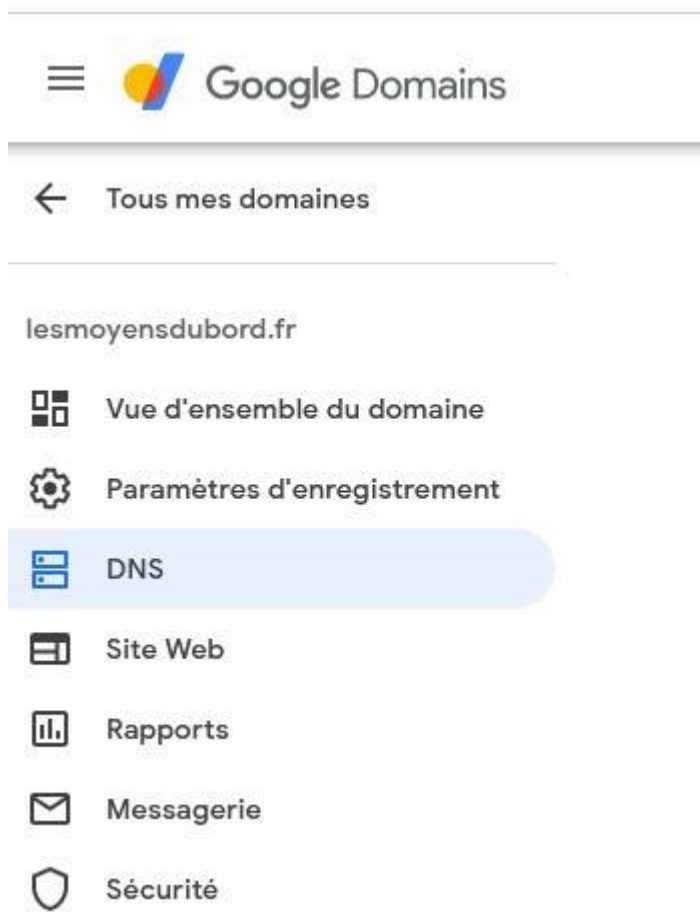 Google Domains
Tous mes domaines
lesmoyensdubord.fr
Vue d'ensemble du domaine
Paramètres d'enregistrement
DNS
Site Web
Rapports
Messagerie
Sécurité